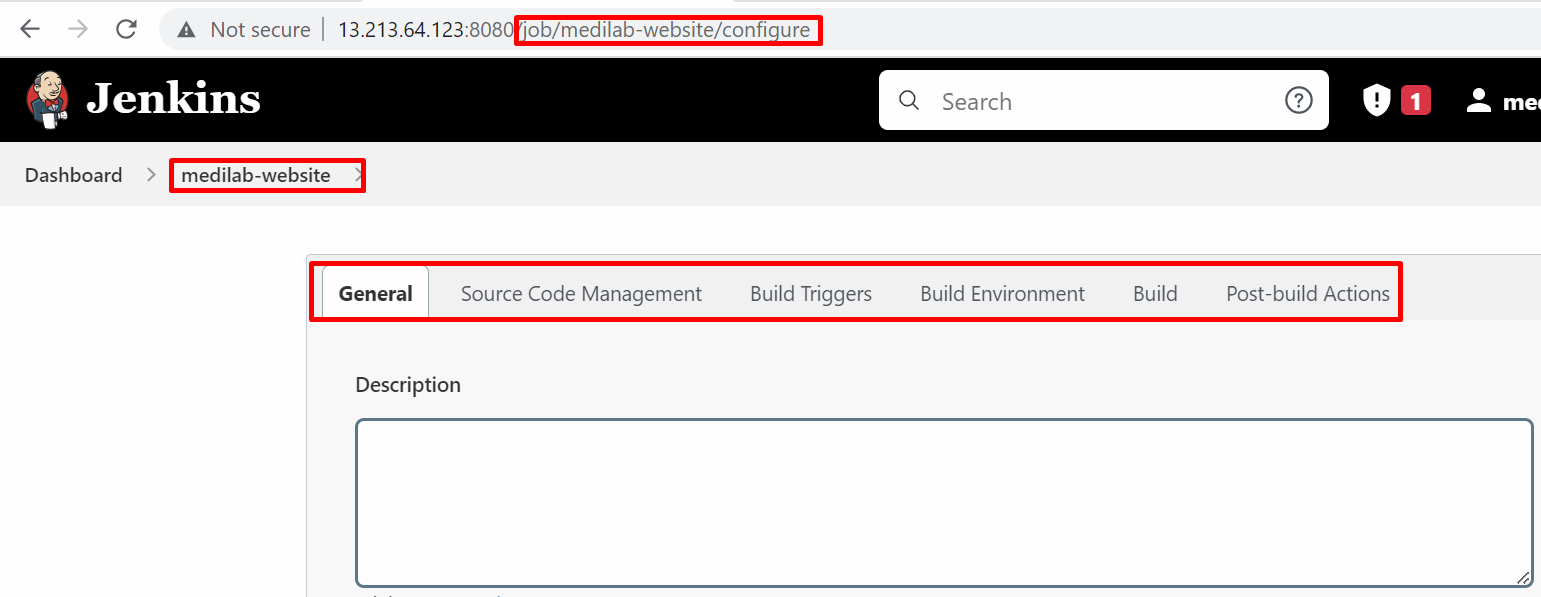 Not secure 13.213.64.123:8080/job/medilab-website/configure
Jenkins Search ? ! 1 med
Dashboard medilab-website
General Source Code Management Build Triggers Build Environment Build Post-build Actions
Description